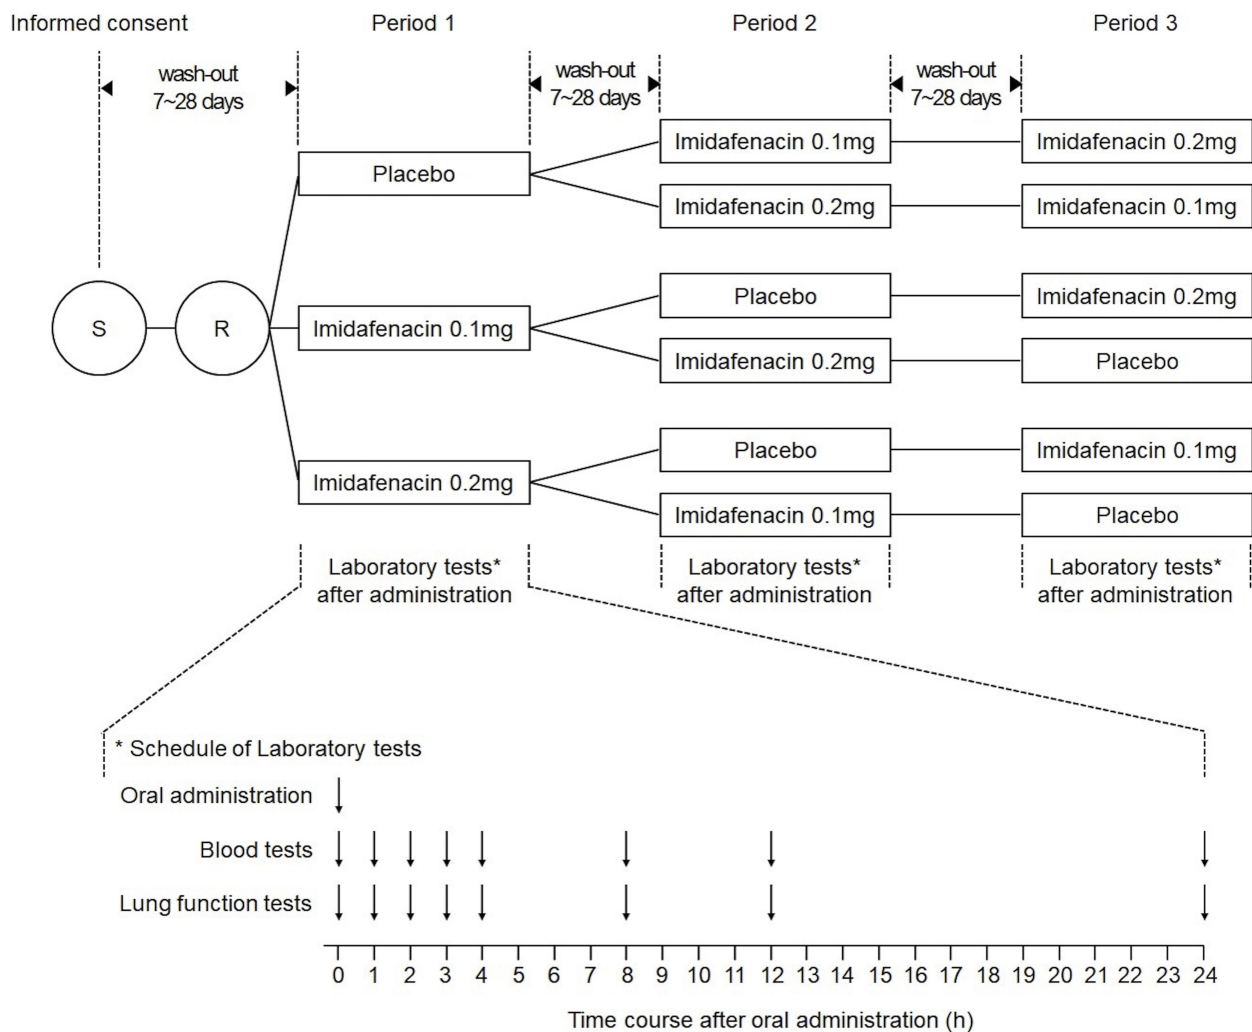 Informed consent
Period 1
Period 2
Period 3
wash-out
7~28 days
wash-out
7~28 days
wash-out
7~28 days
Placebo
Imidafenacin 0.1mg
Imidafenacin 0.2mg
Imidafenacin 0.2mg
Imidafenacin 0.1mg
S
R
Imidafenacin 0.1mg
Placebo
Imidafenacin 0.2mg
Imidafenacin 0.2mg
Placebo
Imidafenacin 0.2mg
Placebo
Imidafenacin 0.1mg
Imidafenacin 0.1mg
Placebo
Laboratory tests*
after administration
Laboratory tests*
after administration
Laboratory tests*
after administration
* Schedule of Laboratory tests
Oral administration
Blood tests
Lung function tests
0 1 2 3 4 5 6 7 8 9 10 11 12 13 14 15 16 17 18 19 20 21 22 23 24
Time course after oral administration (h)